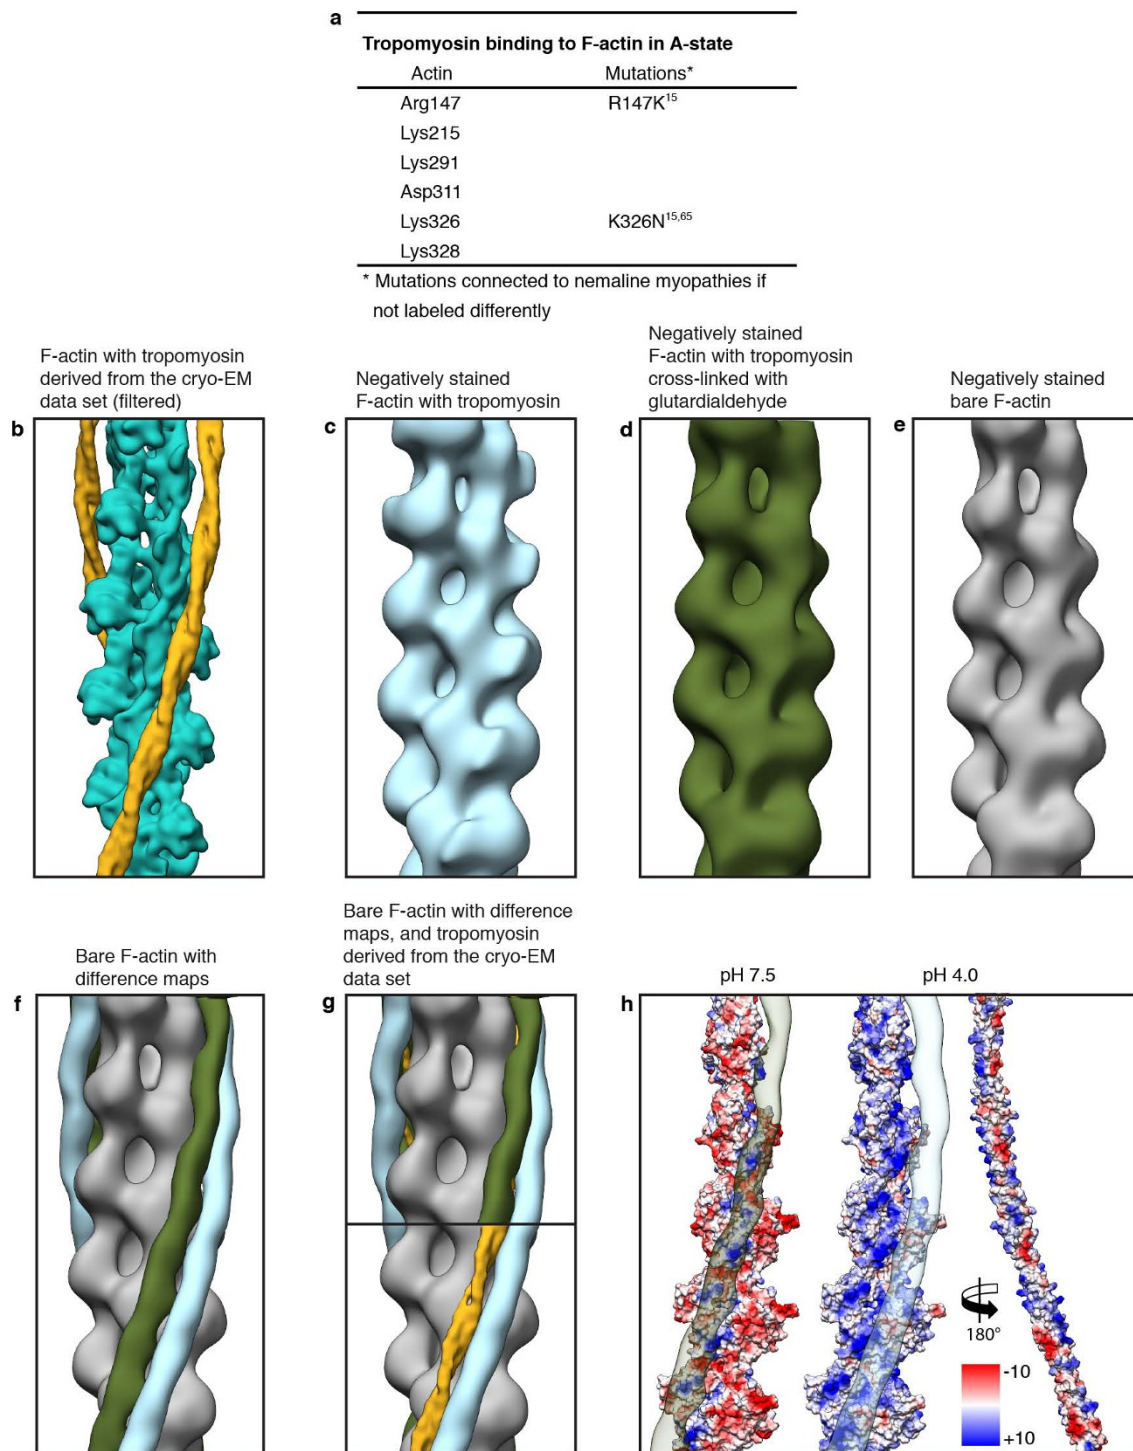 a
Tropomyosin binding to F-actin in A-state
Actin Mutations*
Arg147 R147K15
Lys215
Lys291
Asp311
Lys326 K326N15,65
Lys328
* Mutations connected to nemaline myopathies if
not labeled differently
F-actin with tropomyosin
derived from the cryo-EM
data set (filtered)
b
Negatively stained
F-actin with tropomyosin
c
Negatively stained
F-actin with tropomyosin
cross-linked with
glutardialdehyde
d
Negatively stained
bare F-actin
e
Bare F-actin with
difference maps
f
Bare F-actin with difference
maps, and tropomyosin
derived from the cryo-EM
data set
g
pH 7.5 pH 4.0
h
180°
-10
+10